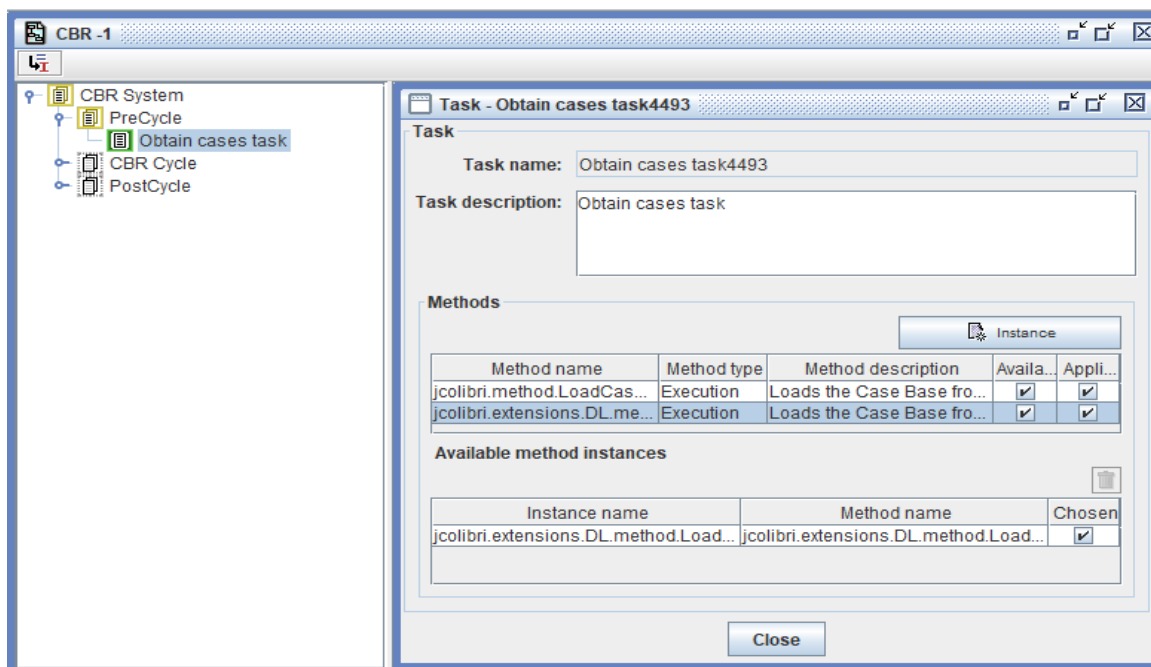 CBR -1
CBR System
PreCycle
Obtain cases task
CBR Cycle
PostCycle
Task - Obtain cases task4493
Task
Task name: Obtain cases task4493
Task description: Obtain cases task
Methods
Instance
Method name Method type Method description Availa... Appli...
jcolibri.method.LoadCas... Execution Loads the Case Base fro...
jcolibri.extensions.DL.me... Execution Loads the Case Base fro...
Available method instances
Instance name Method name Chosen
jcolibri.extensions.DL.method.Load... jcolibri.extensions.DL.method.Load...
Close